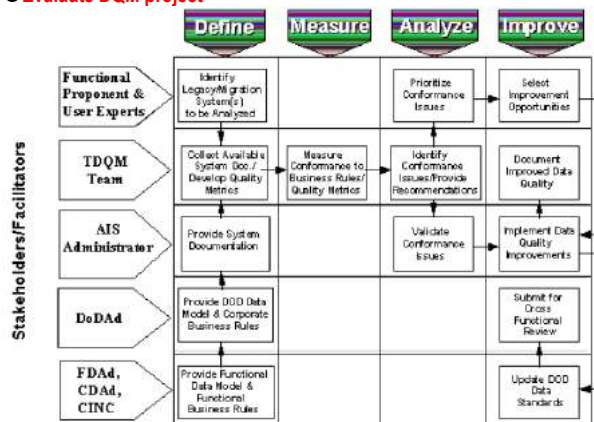 Evaluate DQM project
Define Measure Analyze Improve
Stakeholders/Facilitators
Functional
Proponent &
User Experts
Identify
Legacy/Migration
System(s)
to be Analyzed
Prioritize
Conformance
Issues
Select
Improvement
Opportunities
TDQM
Team
Collect Available
System Doc./
Develop Quality
Metrics
Measure
Conformance to
Business Rules/
Quality Metrics
Identify
Conformance
Issues/Provide
Recommendations
Document
Improved Data
Quality
AIS
Administrator
Provide System
Documentation
Validate
Conformance
Issues
Implement Data
Quality
Improvements
DoDAd
Provide DOD Data
Model & Corporate
Business Rules
Submit for
Cross
Functional
Review
FDAd,
CDAd,
CINC
Provide Functional
Data Model &
Functional
Business Rules
Update DOD
Data
Standards